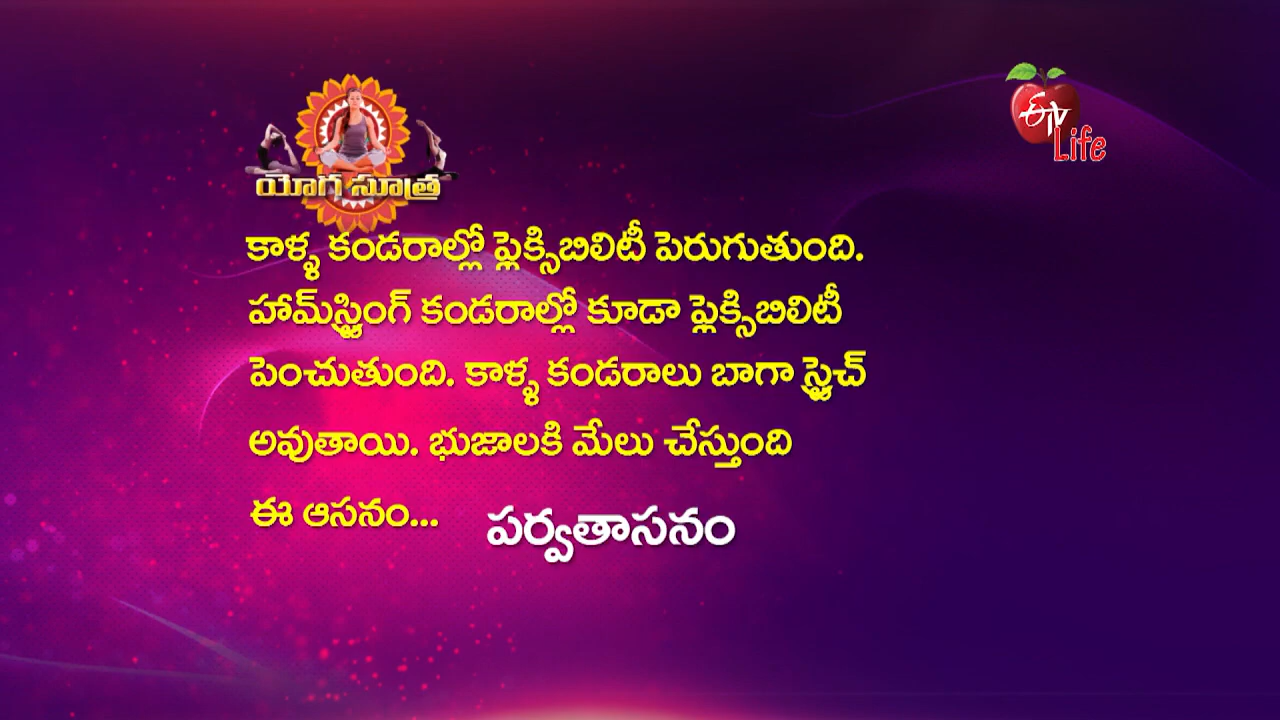 యోగ సూత్ర
etv
Life
కాళ్ళ కండరాల్లో ఫ్లెక్సిబిలిటీ పెరుగుతుంది.
హామ్‌స్ట్రింగ్ కండరాల్లో కూడా ఫ్లెక్సిబిలిటీ
పెంచుతుంది. కాళ్ళ కండరాలు బాగా స్ట్రెచ్
అవుతాయి. భుజాలకి మేలు చేస్తుంది
ఈ ఆసనం... పర్వతాసనం